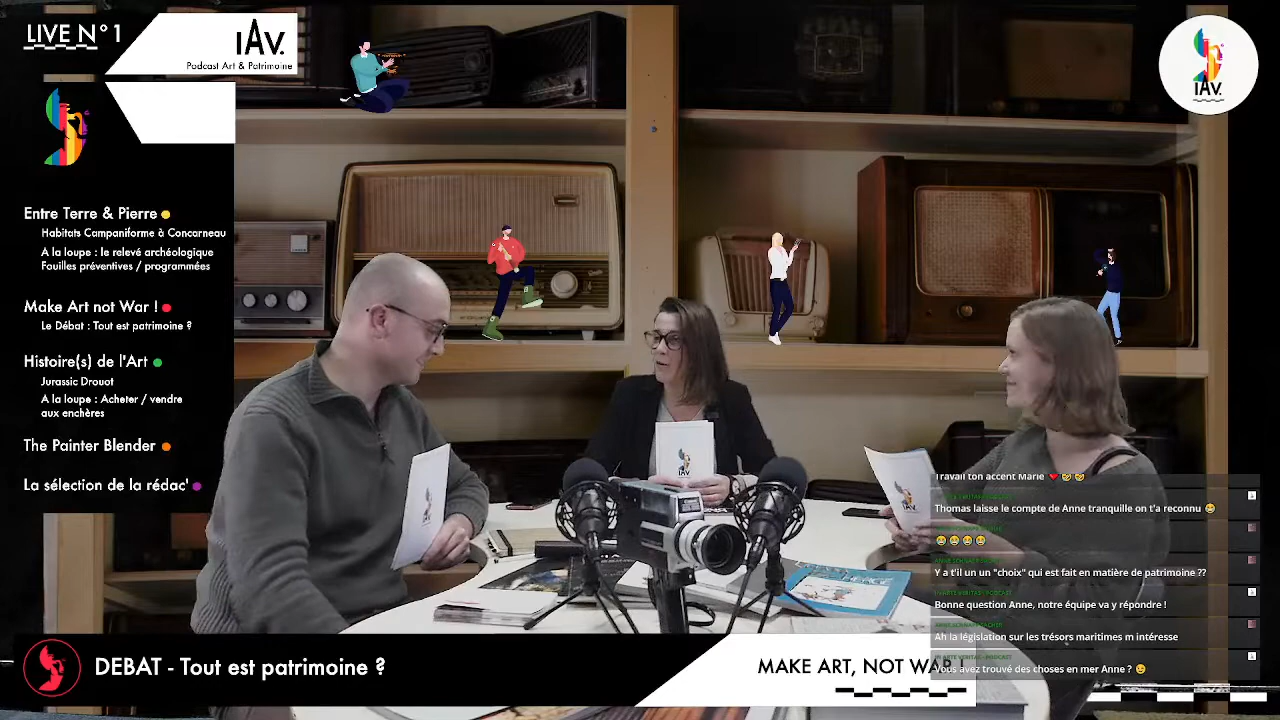 LIVE N°1
IAV.
Podcast Art & Patrimoine
IAV.
Entre Terre & Pierre
Habitats Campaniforme à Concarneau
A la loupe : le relevé archéologique
Fouilles préventives / programmées
Make Art not War !
Le Débat : Tout est patrimoine ?
Histoire(s) de l'Art
Jurassic Drouot
A la loupe : Acheter / vendre
aux enchères
The Painter Blender
La sélection de la rédac'
IAV.
IAV.
Travail ton accent Marie ❤️
Thomas laisse le compte de Anne tranquille on t'a reconnu 😂
Y a t'il un un "choix" qui est fait en matière de patrimoine ??
Bonne question Anne, notre équipe va y répondre !
Ah la législation sur les trésors maritimes m intéresse
Vous avez trouvé des choses en mer Anne ? 😉
DEBAT - Tout est patrimoine ?
MAKE ART, NOT WAR !